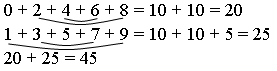 0 + 2 + 4 + 6 + 8 = 10 + 10 = 20
1 + 3 + 5 + 7 + 9 = 10 + 10 + 5 = 25
20 + 25 = 45